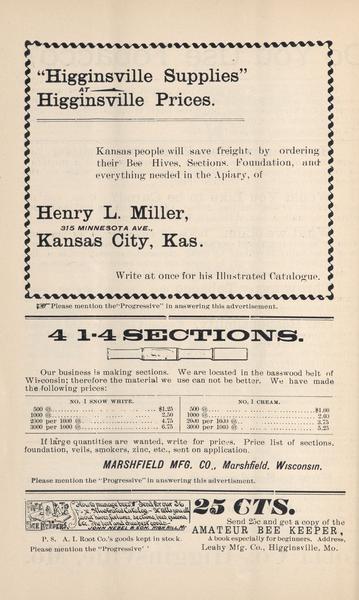 "Higginsville Supplies"
AT
Higginsville Prices.
Kansas people will save freight, by ordering
their Bee Hives, Sections, Foundation, and
everything needed in the Apiary, of
Henry L. Miller,
315 MINNESOTA AVE.,
Kansas City, Kas.
Write at once for his Illustrated Catalogue.
Please mention the "Progressive" in answering this advertisement.
4 1-4 SECTIONS.
Our business is making sections. We are located in the basswood belt of
Wisconsin; therefore the material we use can not be better. We have made
the following prices:
NO. 1 SNOW WHITE.
500 @ $1.25
1000 @ 2.50
2000 per 1000 @ 4.75
3000 per 1000 @ 6.75
NO. 1 CREAM.
500 @ $1.00
1000 @ 2.00
2000 per 1000 @ 3.75
3000 per 1000 @ 5.25
If large quantities are wanted, write for prices. Price list of sections,
foundation, veils, smokers, zinc, etc., sent on application.
MARSHFIELD MFG. CO., Marshfield, Wisconsin.
Please mention the "Progressive" in answering this advertisement.
JOHN NEBEL & SON, HIGH HILL, MO.
P. S. A. I. Root Co.'s goods kept in stock.
Please mention the "Progressive"
25 CTS.
Send 25c and get a copy of the
AMATEUR BEE KEEPER,
A book especially for beginners. Address,
Leahy Mfg. Co., Higginsville, Mo.